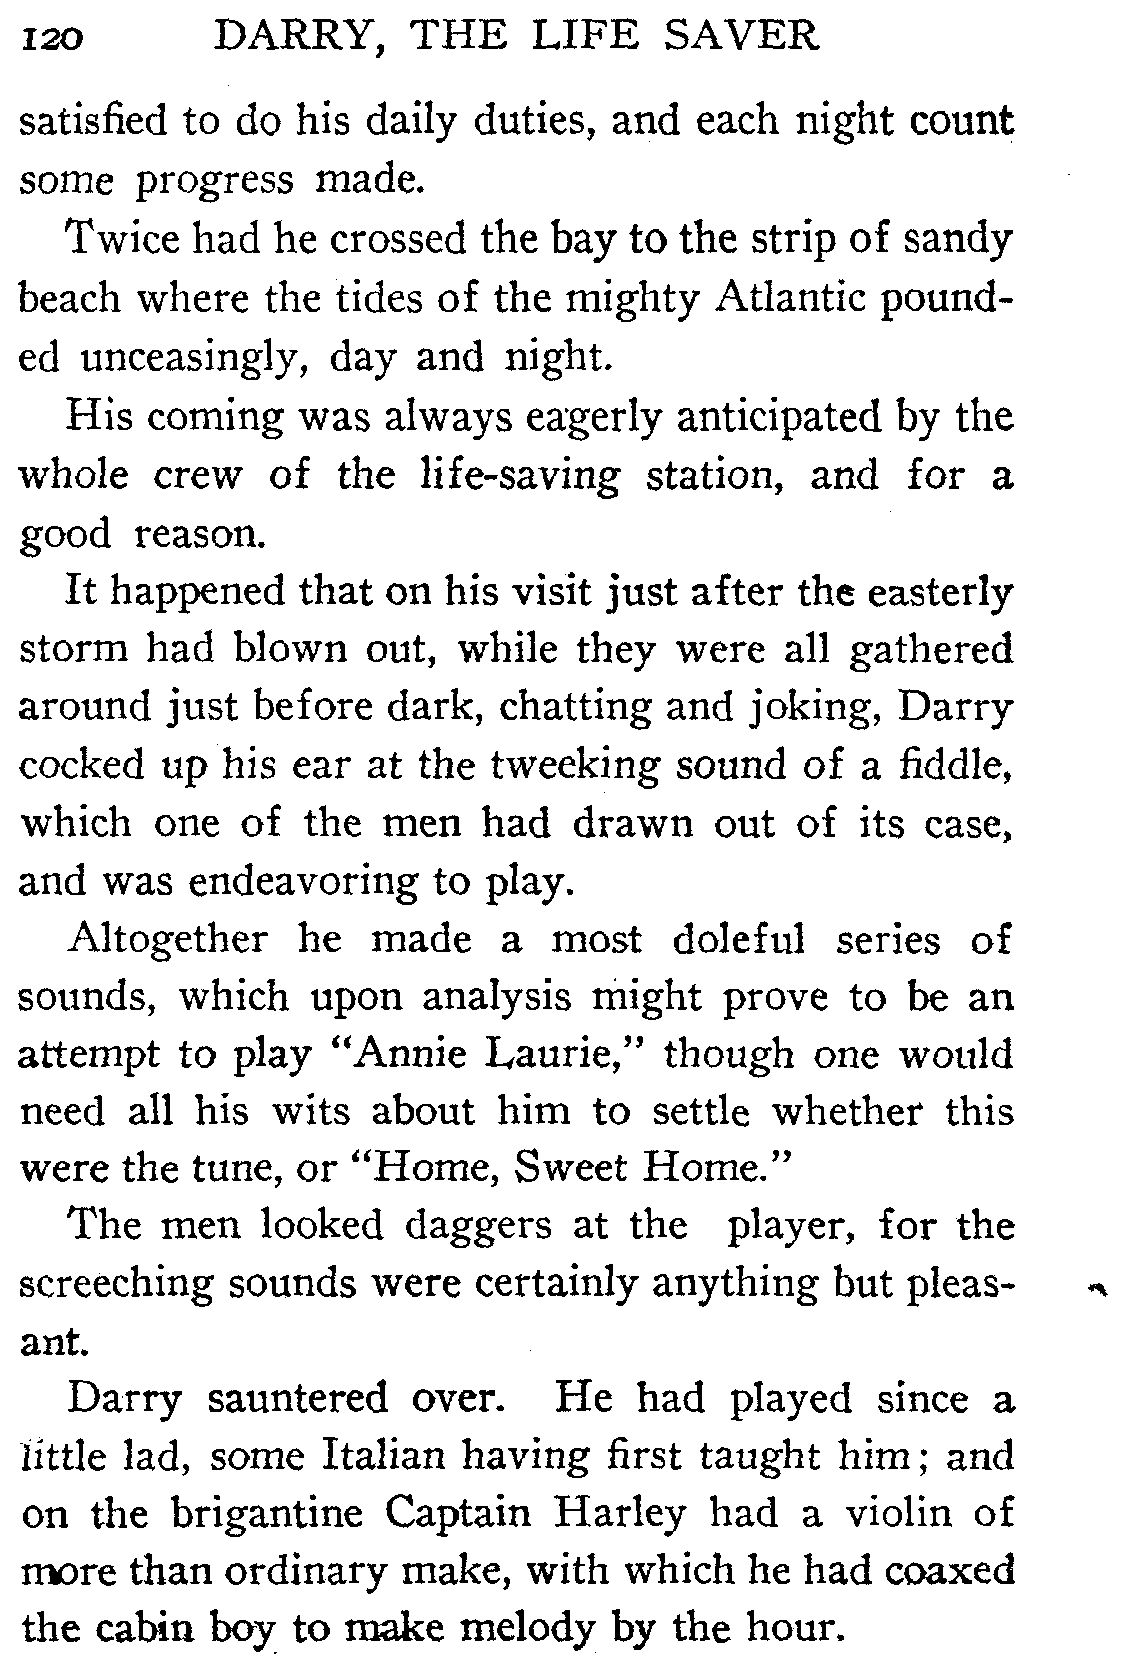 120 DARRY, THE LIFE SAVER
satisfied to do his daily duties, and each night count
some progress made.
Twice had he crossed the bay to the strip of sandy
beach where the tides of the mighty Atlantic pound-
ed unceasingly, day and night.
His coming was always eagerly anticipated by the
whole crew of the life-saving station, and for a
good reason.
It happened that on his visit just after the easterly
storm had blown out, while they were all gathered
around just before dark, chatting and joking, Darry
cocked up his ear at the tweeking sound of a fiddle,
which one of the men had drawn out of its case,
and was endeavoring to play.
Altogether he made a most doleful series of
sounds, which upon analysis might prove to be an
attempt to play “Annie Laurie,” though one would
need all his wits about him to settle whether this
were the tune, or “Home, Sweet Home.”
The men looked daggers at the player, for the
screeching sounds were certainly anything but pleas-
ant.
Darry sauntered over. He had played since a
little lad, some Italian having first taught him; and
on the brigantine Captain Harley had a violin of
more than ordinary make, with which he had coaxed
the cabin boy to make melody by the hour.